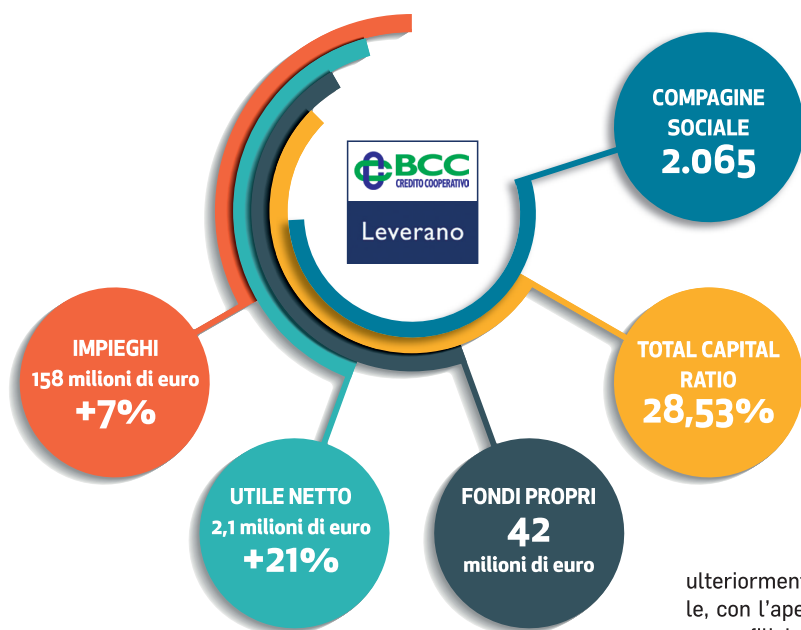 COMPAGINE
SOCIALE
2.065
BCC
CREDITO COOPERATIVO
Leverano
IMPIEGHI
158 milioni di euro
+7%
TOTAL CAPITAL
RATIO
28,53%
UTILE NETTO
2,1 milioni di euro
+21%
FONDI PROPRI
42
milioni di euro
le, con l'ape